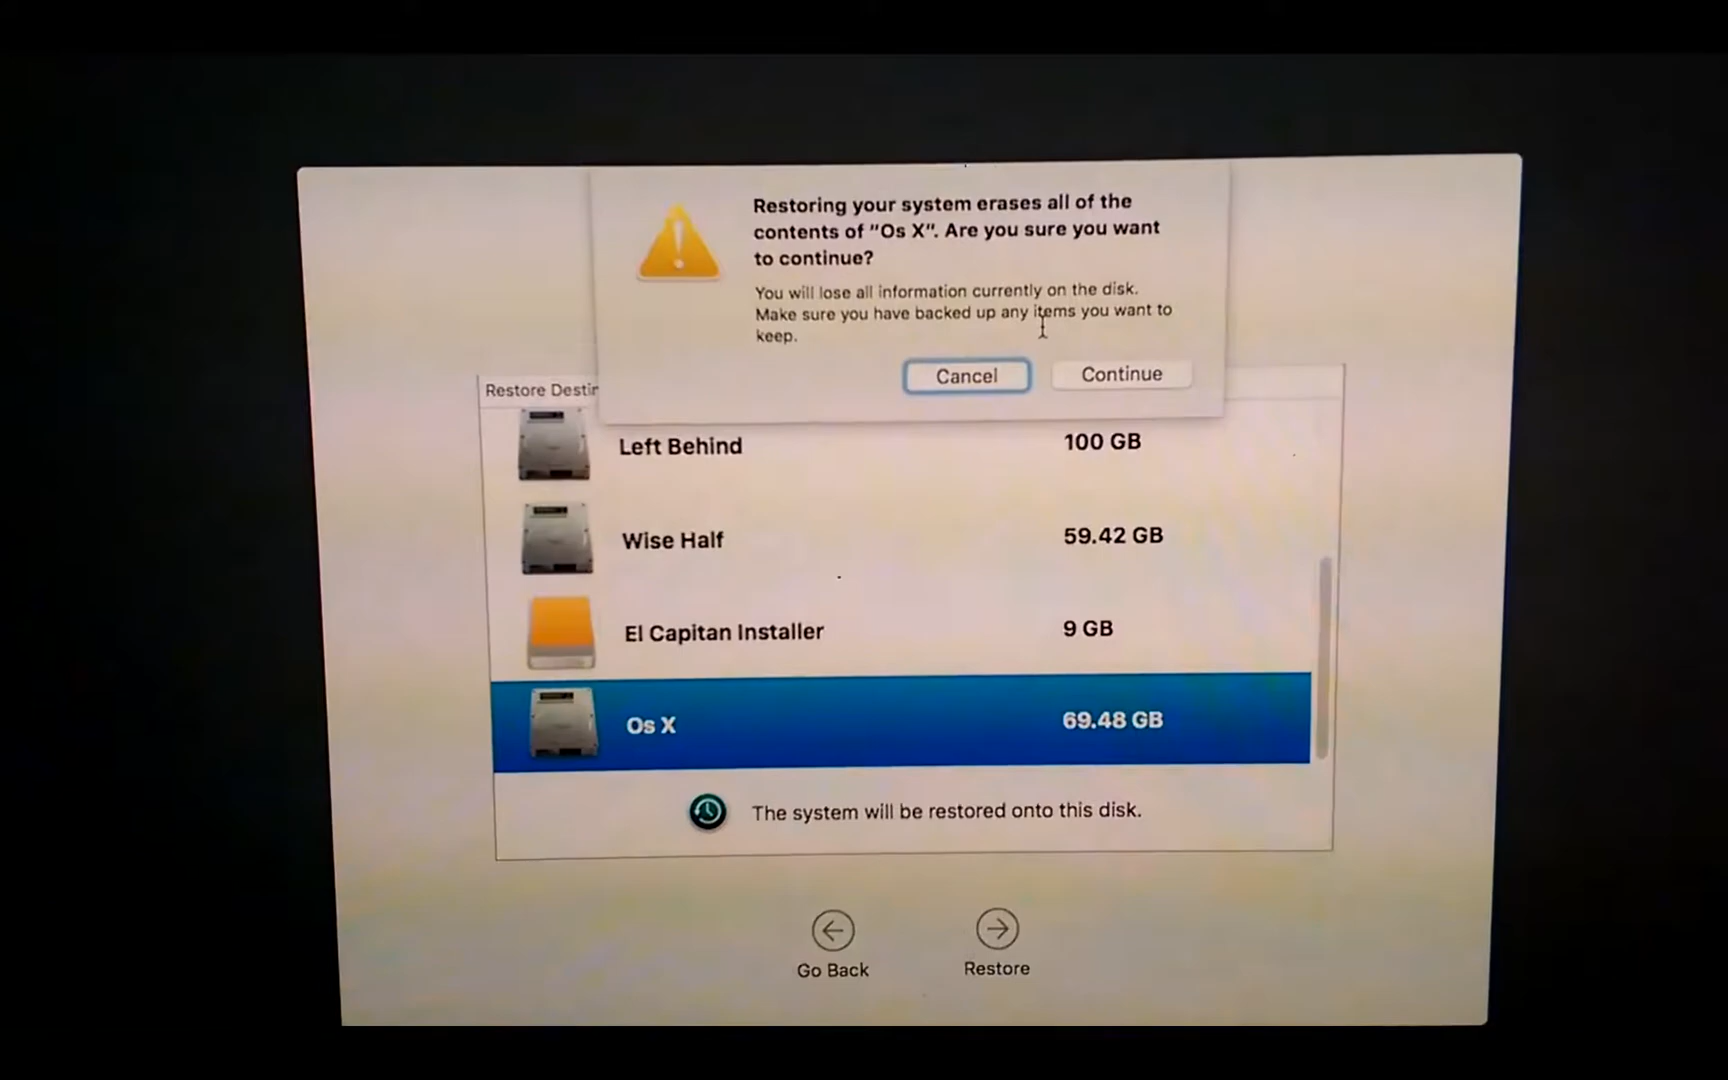 Restoring your system erases all of the
contents of "Os X". Are you sure you want
to continue?
You will lose all information currently on the disk.
Make sure you have backed up any items you want to
keep.
Cancel
Continue
Restore Destin
Left Behind
100 GB
Wise Half
59.42 GB
El Capitan Installer
9 GB
Os X
69.48 GB
The system will be restored onto this disk.
Go Back
Restore